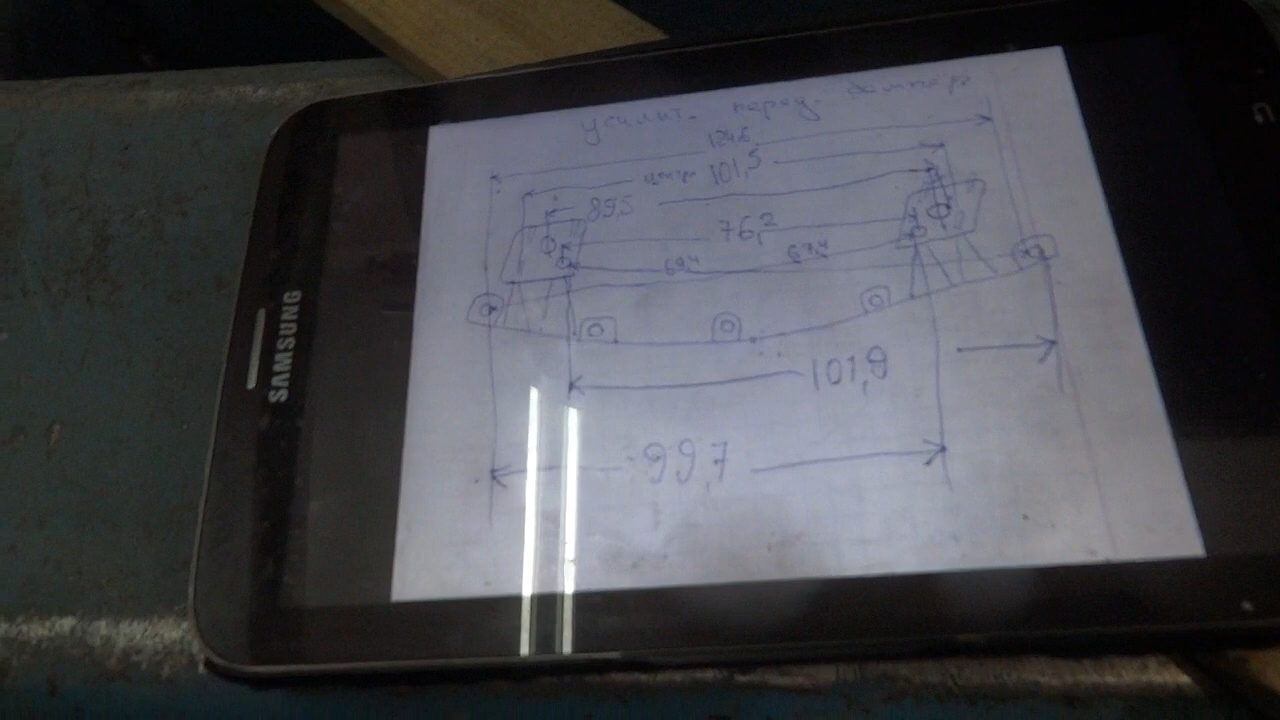 усилит. перед. бампера
124,6
центр. 101,5
89,5
76,2
69,4
67,4
101,9
99,7
SAMSUNG